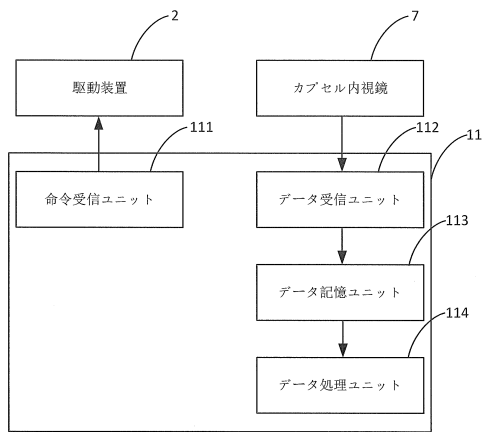 2
7
駆動装置
カプセル内視鏡
111
112
11
命令受信ユニット
データ受信ユニット
113
データ記憶ユニット
114
データ処理ユニット